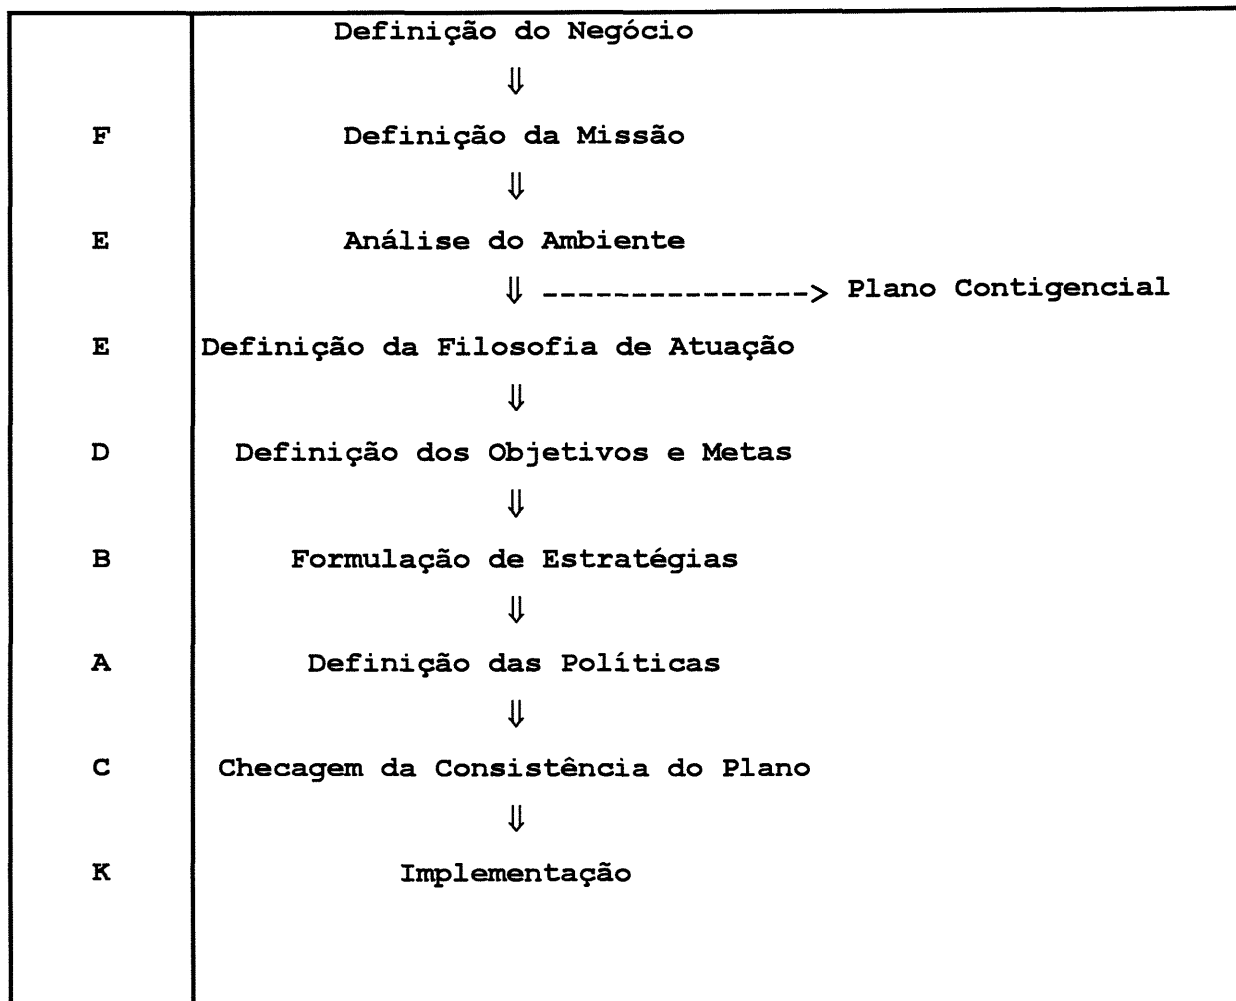 Definição do Negócio
⇓
F Definição da Missão
⇓
E Análise do Ambiente
⇓ ---------------> Plano Contigencial
E Definição da Filosofia de Atuação
⇓
D Definição dos Objetivos e Metas
⇓
B Formulação de Estratégias
⇓
A Definição das Políticas
⇓
C Checagem da Consistência do Plano
⇓
K Implementação